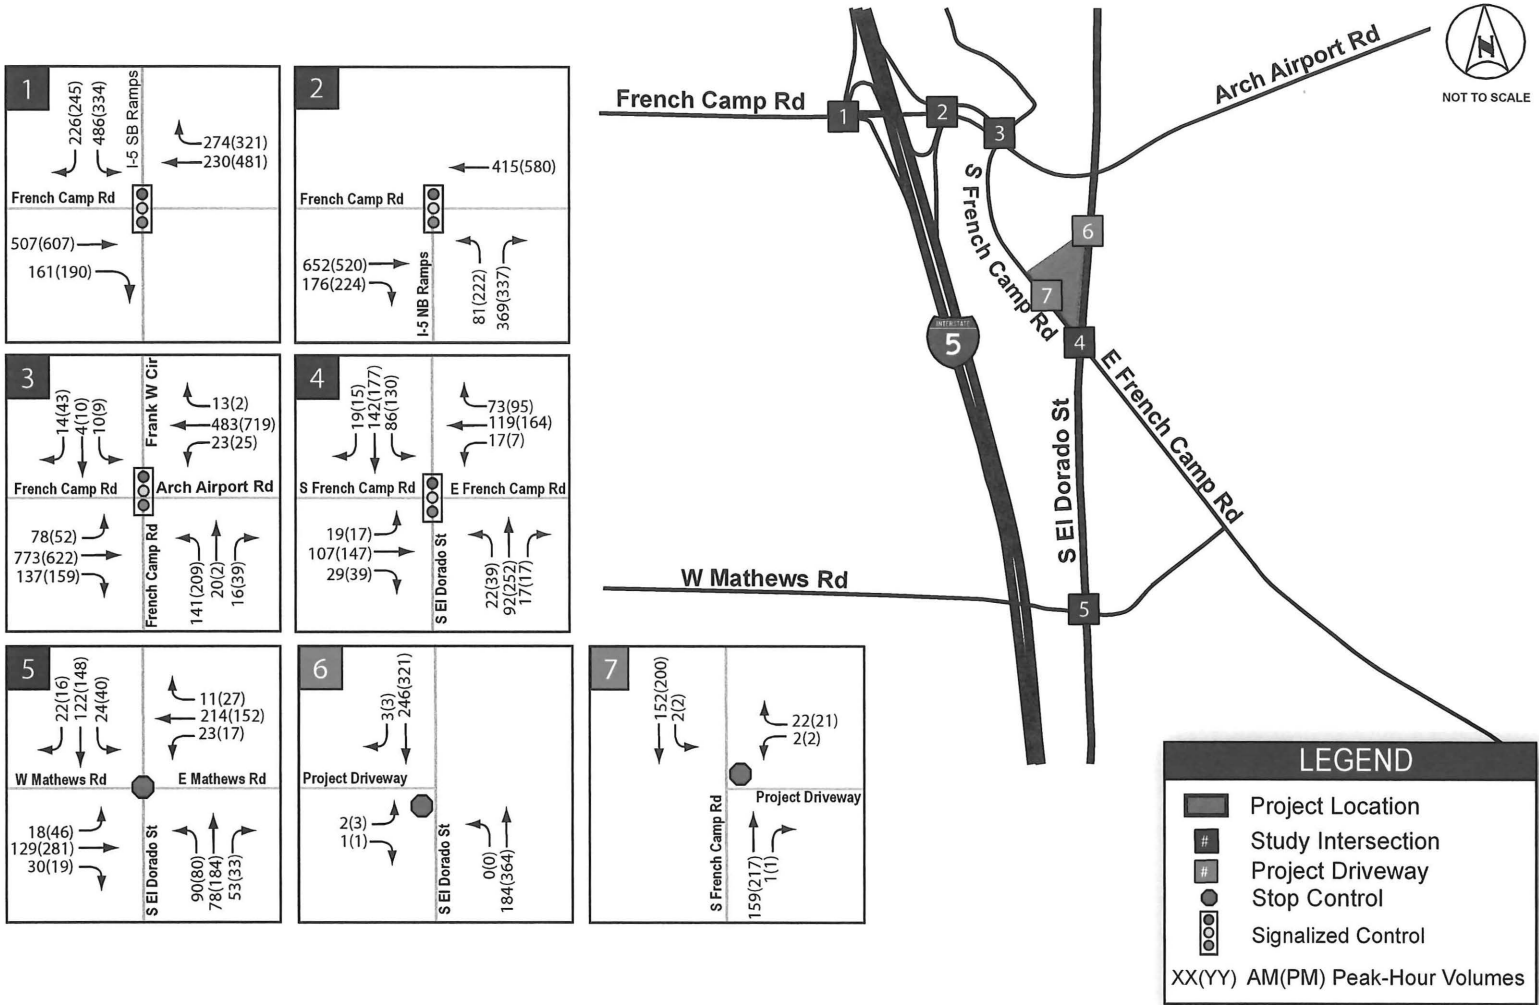 1
226(245)
486(334)
I-5 SB Ramps
274(321)
230(481)
French Camp Rd
507(607)
161(190)
2
415(580)
French Camp Rd
652(520)
176(224)
I-5 NB Ramps
81(222)
369(337)
3
14(43)
4(10)
10(9)
Frank W Cir
13(2)
483(719)
23(25)
French Camp Rd
Arch Airport Rd
78(52)
773(622)
137(159)
French Camp Rd
141(209)
20(2)
16(39)
4
19(15)
142(177)
86(130)
73(95)
119(164)
17(7)
S French Camp Rd
E French Camp Rd
19(17)
107(147)
29(39)
S El Dorado St
22(39)
92(252)
17(17)
5
22(16)
122(148)
24(40)
11(27)
214(152)
23(17)
W Mathews Rd
E Mathews Rd
18(46)
129(281)
30(19)
S El Dorado St
90(80)
78(184)
53(33)
6
3(3)
246(321)
Project Driveway
2(3)
1(1)
S El Dorado St
0(0)
184(364)
7
152(200)
2(2)
22(21)
2(2)
Project Driveway
S French Camp Rd
159(217)
1(1)
French Camp Rd
1
2
3
Arch Airport Rd
N
NOT TO SCALE
S French Camp Rd
6
7
4
INTERSTATE
5
E French Camp Rd
S El Dorado St
W Mathews Rd
5
LEGEND
Project Location
# Study Intersection
# Project Driveway
Stop Control
Signalized Control
XX(YY) AM(PM) Peak-Hour Volumes